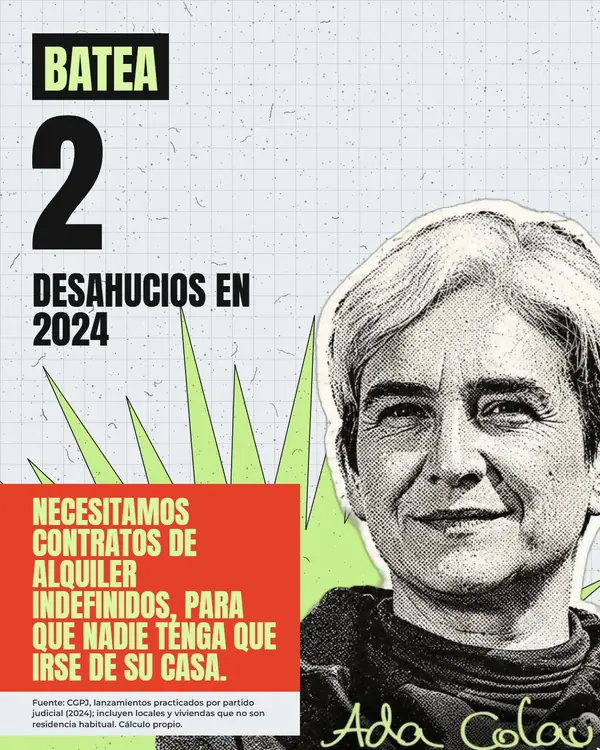 BATEA
2
DESAHUCIOS EN
2024
NECESITAMOS
CONTRATOS DE
ALQUILER
INDEFINIDOS, PARA
QUE NADIE TENGA QUE
IRSE DE SU CASA.
Fuente: CGPJ, lanzamientos practicados por partido
judicial (2024); incluyen locales y viviendas que no son
residencia habitual. Cálculo propio.
Ada Colau